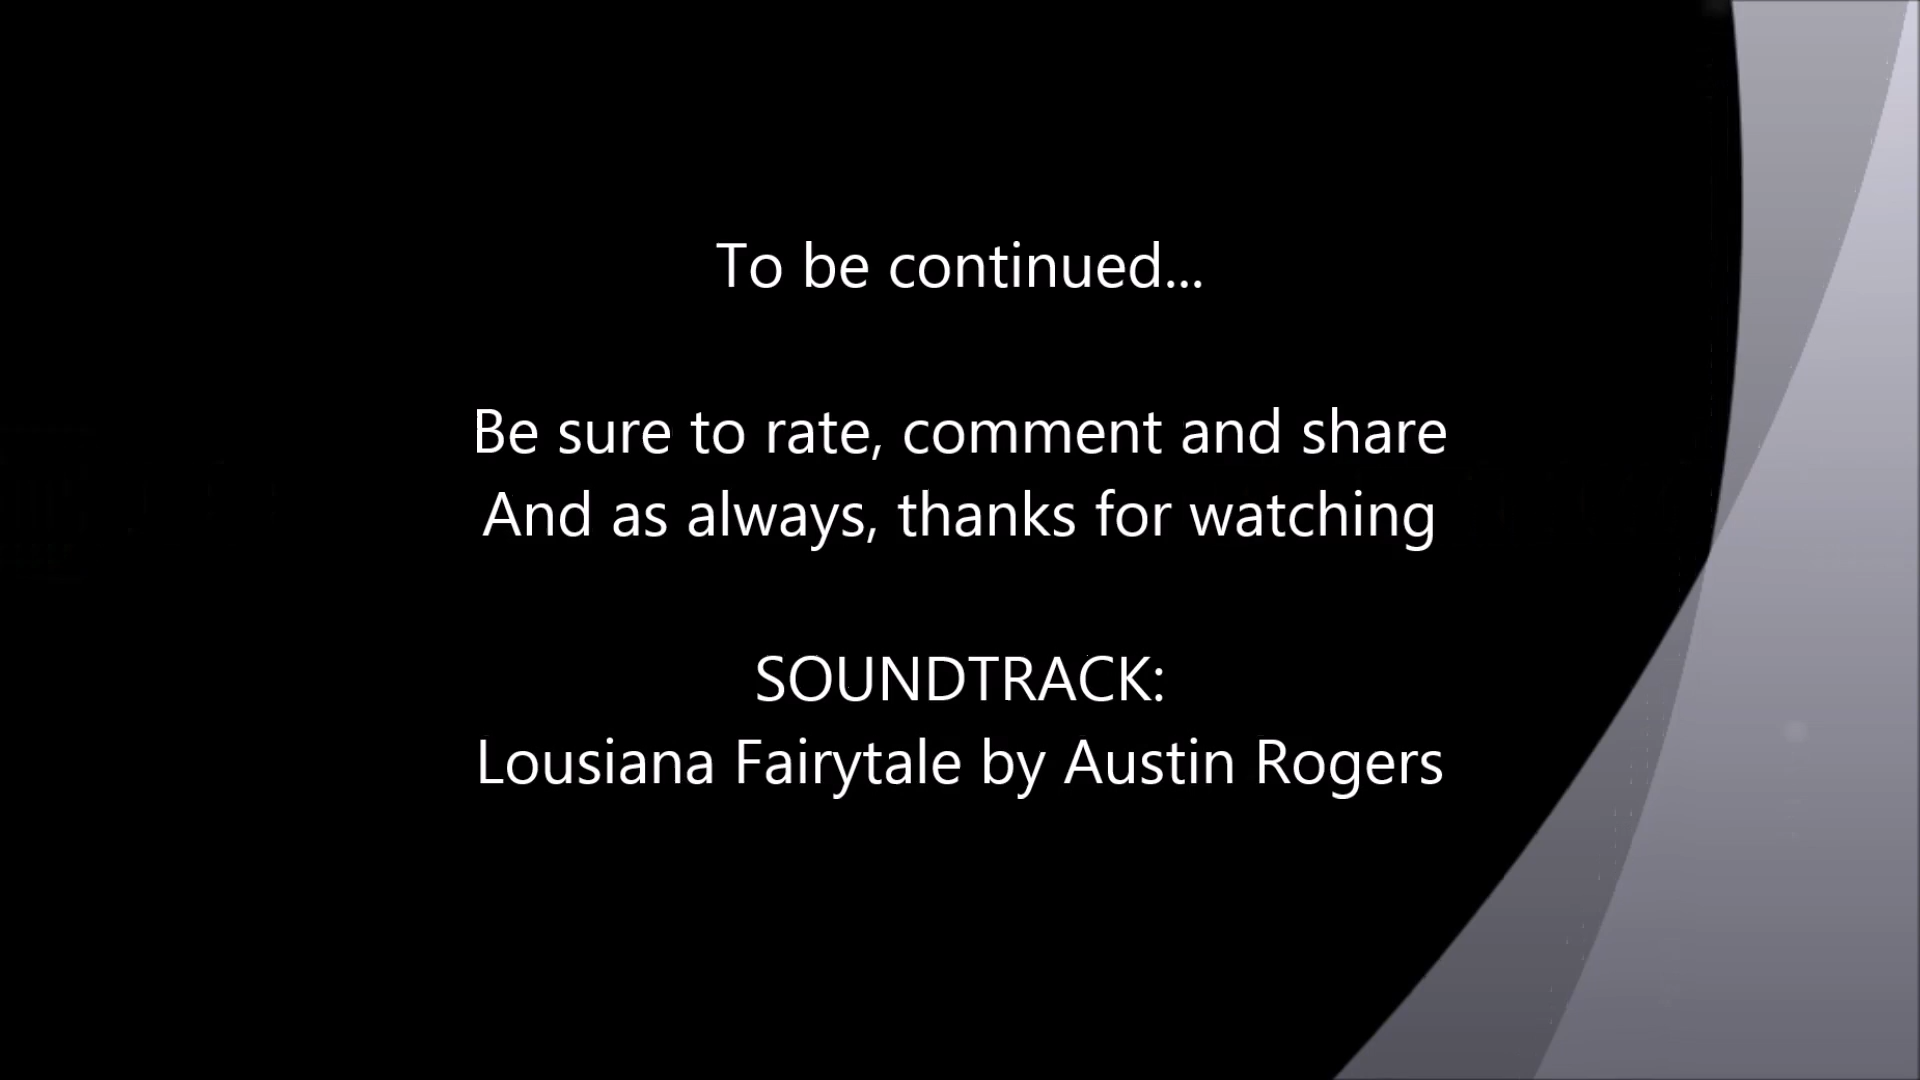 To be continued...
Be sure to rate, comment and share
And as always, thanks for watching
SOUNDTRACK:
Lousiana Fairytale by Austin Rogers